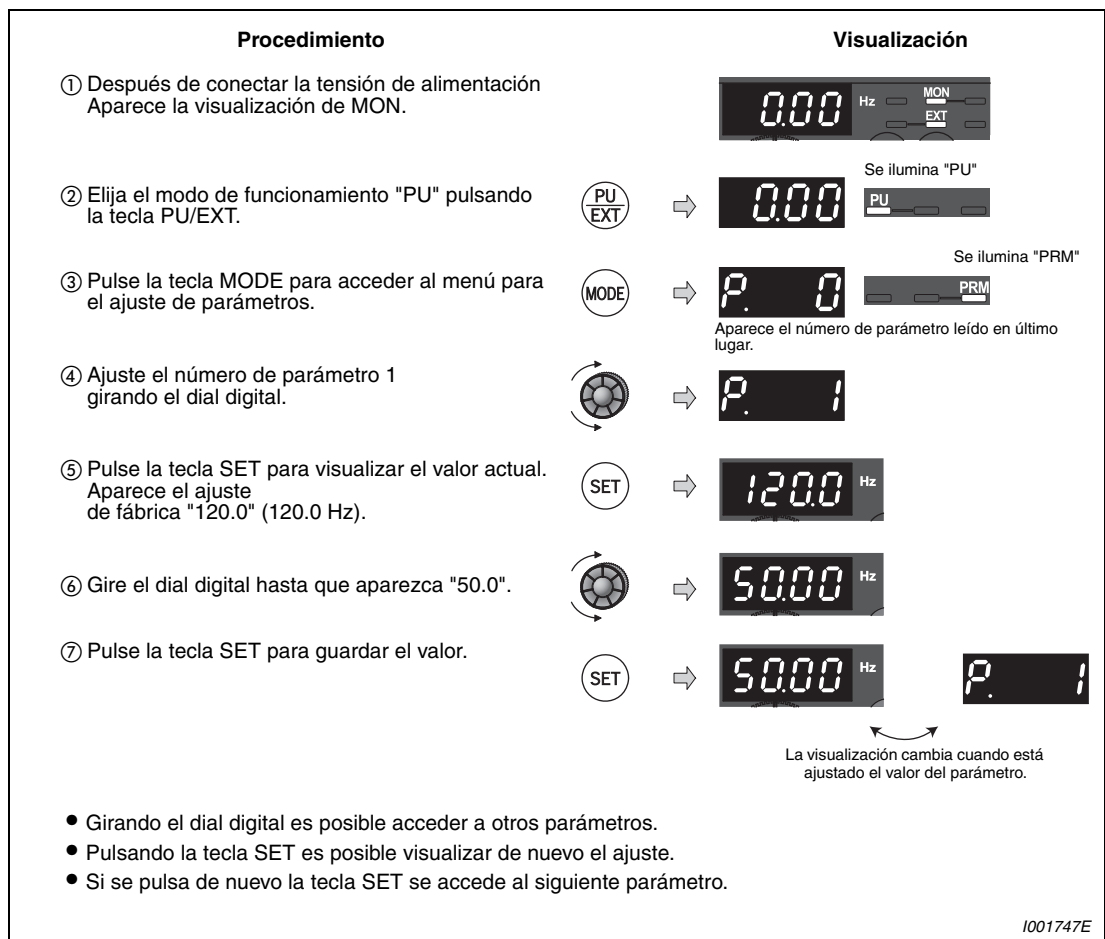 Procedimiento
Visualización
① Después de conectar la tensión de alimentación
Aparece la visualización de MON.
0.00 Hz MON
EXT
② Elija el modo de funcionamiento "PU" pulsando
la tecla PU/EXT.
PU
EXT
0.00
Se ilumina "PU"
PU
③ Pulse la tecla MODE para acceder al menú para
el ajuste de parámetros.
MODE
P. 0
Se ilumina "PRM"
PRM
Aparece el número de parámetro leído en último
lugar.
④ Ajuste el número de parámetro 1
girando el dial digital.
P. 1
⑤ Pulse la tecla SET para visualizar el valor actual.
Aparece el ajuste
de fábrica "120.0" (120.0 Hz).
SET
120.0 Hz
⑥ Gire el dial digital hasta que aparezca "50.0".
50.00 Hz
⑦ Pulse la tecla SET para guardar el valor.
SET
50.00 Hz
P. 1
La visualización cambia cuando está
ajustado el valor del parámetro.
● Girando el dial digital es posible acceder a otros parámetros.
● Pulsando la tecla SET es posible visualizar de nuevo el ajuste.
● Si se pulsa de nuevo la tecla SET se accede al siguiente parámetro.
I001747E